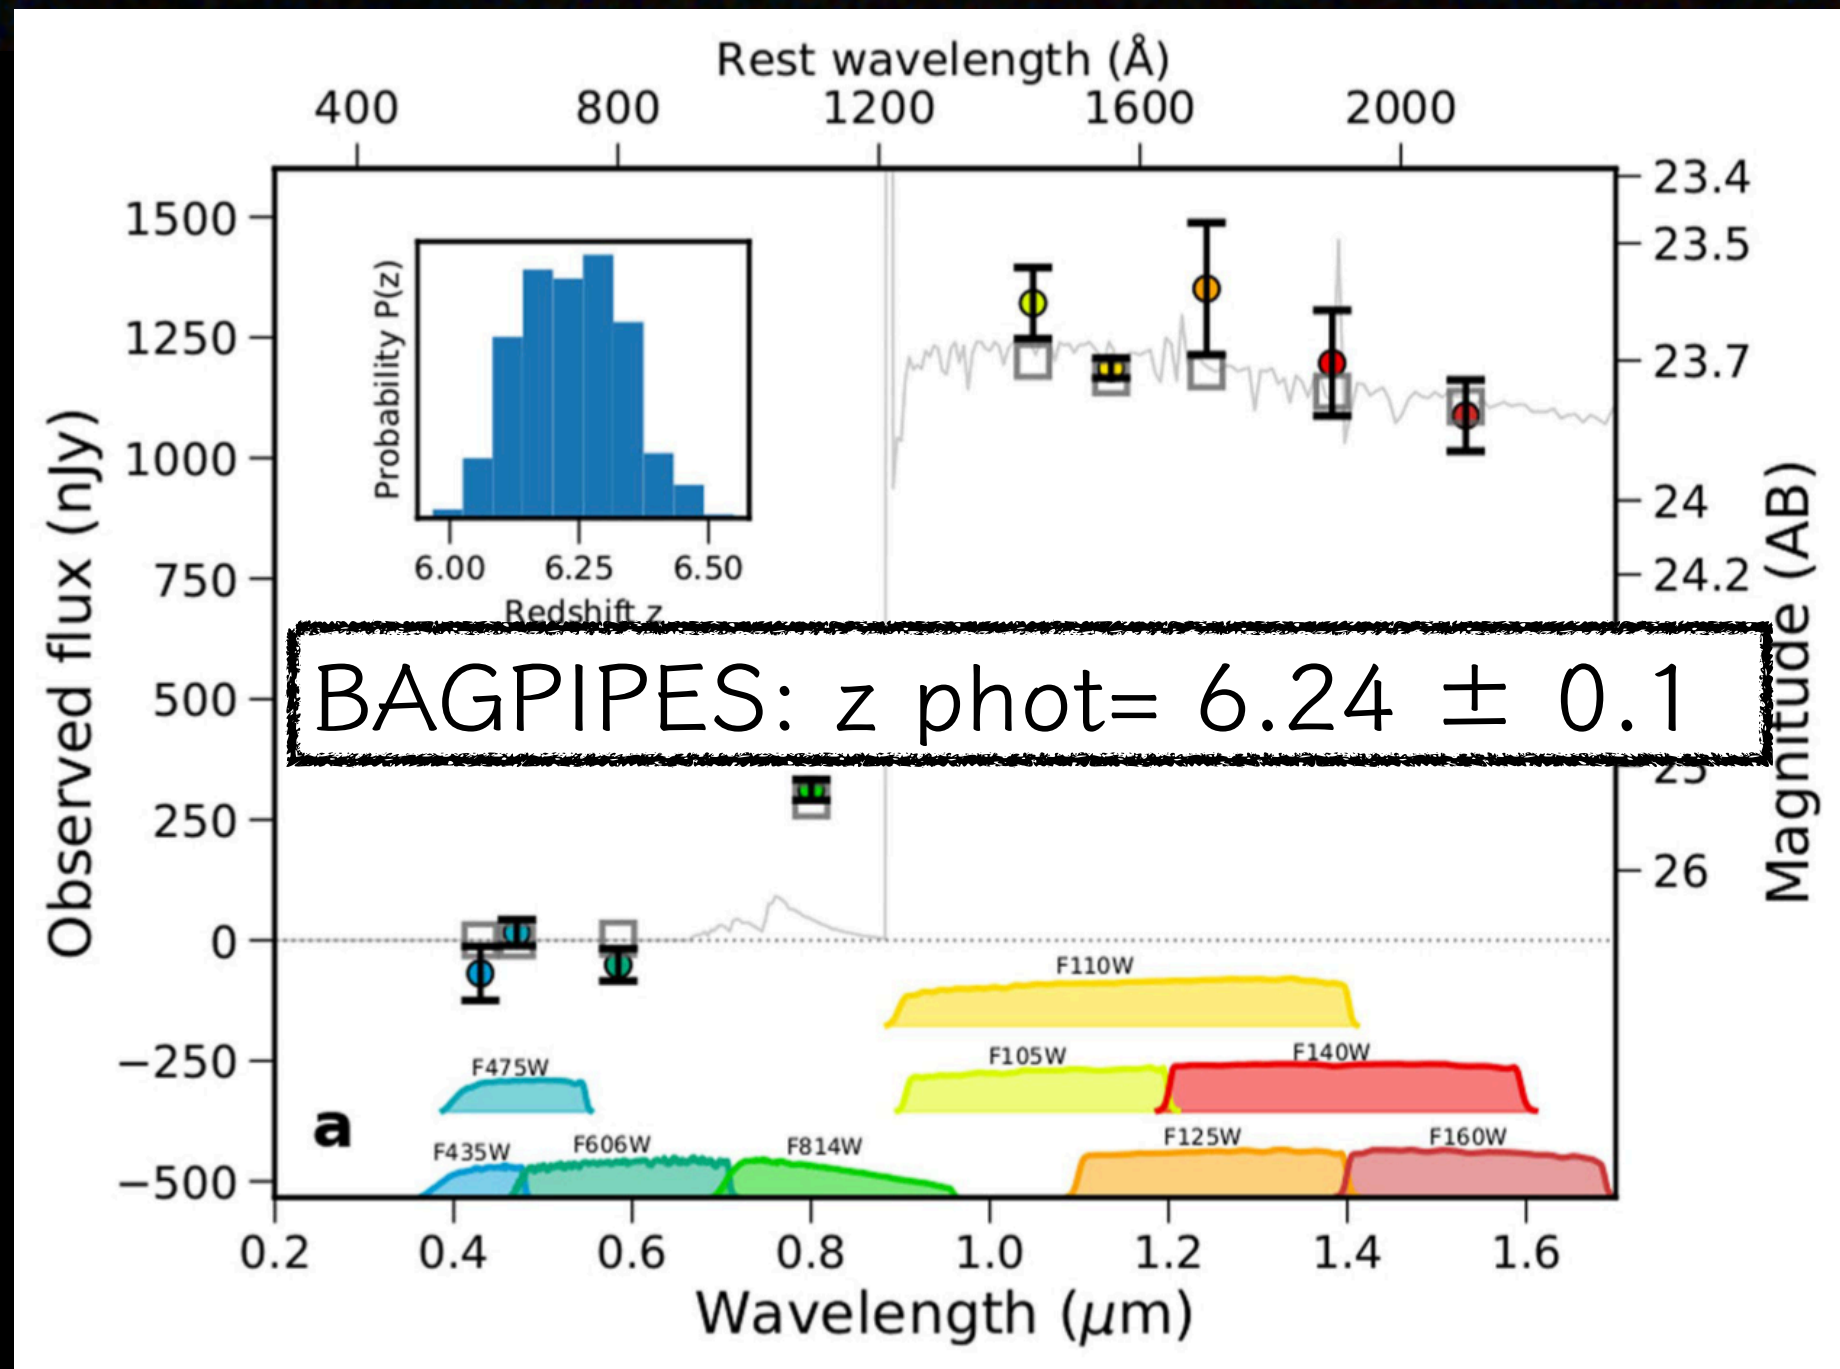 Rest wavelength (Å)
400 800 1200 1600 2000
Observed flux (nJy)
1500
1250
1000
750
500
250
0
−250
−500
Probability P(z)
6.00 6.25 6.50
Redshift z
23.4
23.5
23.7
24
24.2
25
26
Magnitude (AB)
BAGPIPES: z phot= 6.24 ± 0.1
F110W
F475W
F105W
F140W
a
F435W
F606W
F814W
F125W
F160W
0.2 0.4 0.6 0.8 1.0 1.2 1.4 1.6
Wavelength (μm)